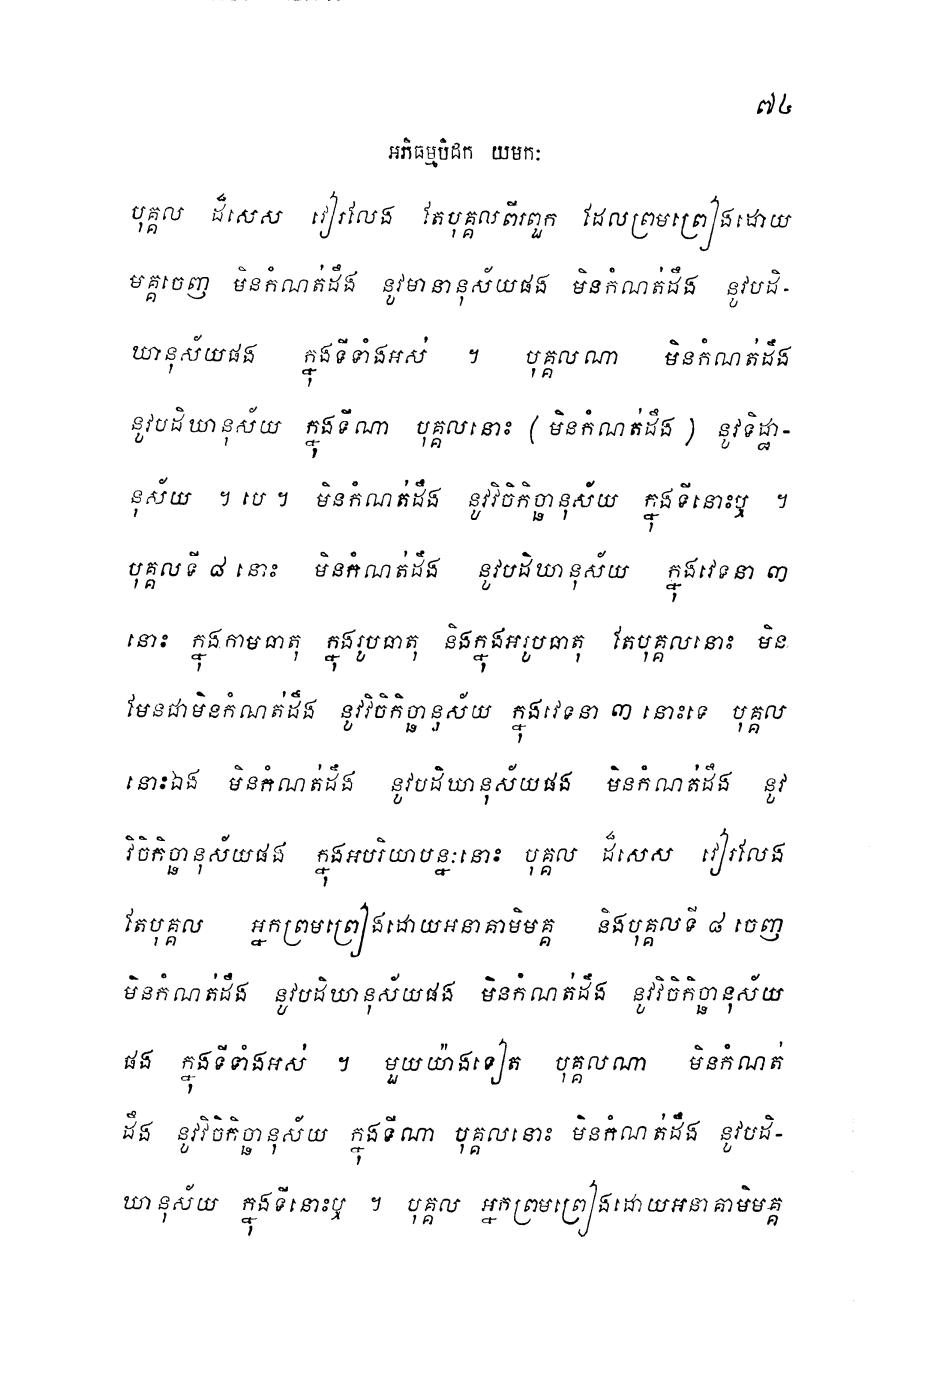 ៧៤
អភិធម្មបិដក យមកៈ
បុគ្គល ដ៏សេស វៀរលែង តែបុគ្គលពីរពួក ដែលព្រមព្រៀងដោយ
មគ្គចេញ មិនកំណត់ដឹង នូវមានានុស័យផង មិនកំណត់ដឹង នូវបដិ-
ឃានុស័យផង ក្នុងទីទាំងអស់ ។ បុគ្គលណា មិនកំណត់ដឹង
នូវបដិឃានុស័យ ក្នុងទីណា បុគ្គលនោះ (មិនកំណត់ដឹង) នូវទិដ្ឋា-
នុស័យ ។ បេ ។ មិនកំណត់ដឹង នូវវិចិកិច្ឆានុស័យ ក្នុងទីនោះឬ ។
បុគ្គលទី ៨ នោះ មិនកំណត់ដឹង នូវបដិឃានុស័យ ក្នុងវេទនា ៣
នោះ ក្នុងកាមធាតុ ក្នុងរូបធាតុ និងក្នុងអរូបធាតុ តែបុគ្គលនោះ មិន
មែនជាមិនកំណត់ដឹង នូវវិចិកិច្ឆានុស័យ ក្នុងវេទនា ៣ នោះទេ បុគ្គល
នោះឯង មិនកំណត់ដឹង នូវបដិឃានុស័យផង មិនកំណត់ដឹង នូវ
វិចិកិច្ឆានុស័យផង ក្នុងអបរិយាបន្នៈនោះ បុគ្គល ដ៏សេស វៀរលែង
តែបុគ្គល អ្នកព្រមព្រៀងដោយអនាគាមិមគ្គ និងបុគ្គលទី ៨ ចេញ
មិនកំណត់ដឹង នូវបដិឃានុស័យផង មិនកំណត់ដឹង នូវវិចិកិច្ឆានុស័យ
ផង ក្នុងទីទាំងអស់ ។ មួយយ៉ាងទៀត បុគ្គលណា មិនកំណត់
ដឹង នូវវិចិកិច្ឆានុស័យ ក្នុងទីណា បុគ្គលនោះ មិនកំណត់ដឹង នូវបដិ-
ឃានុស័យ ក្នុងទីនោះឬ ។ បុគ្គល អ្នកព្រមព្រៀងដោយអនាគាមិមគ្គ